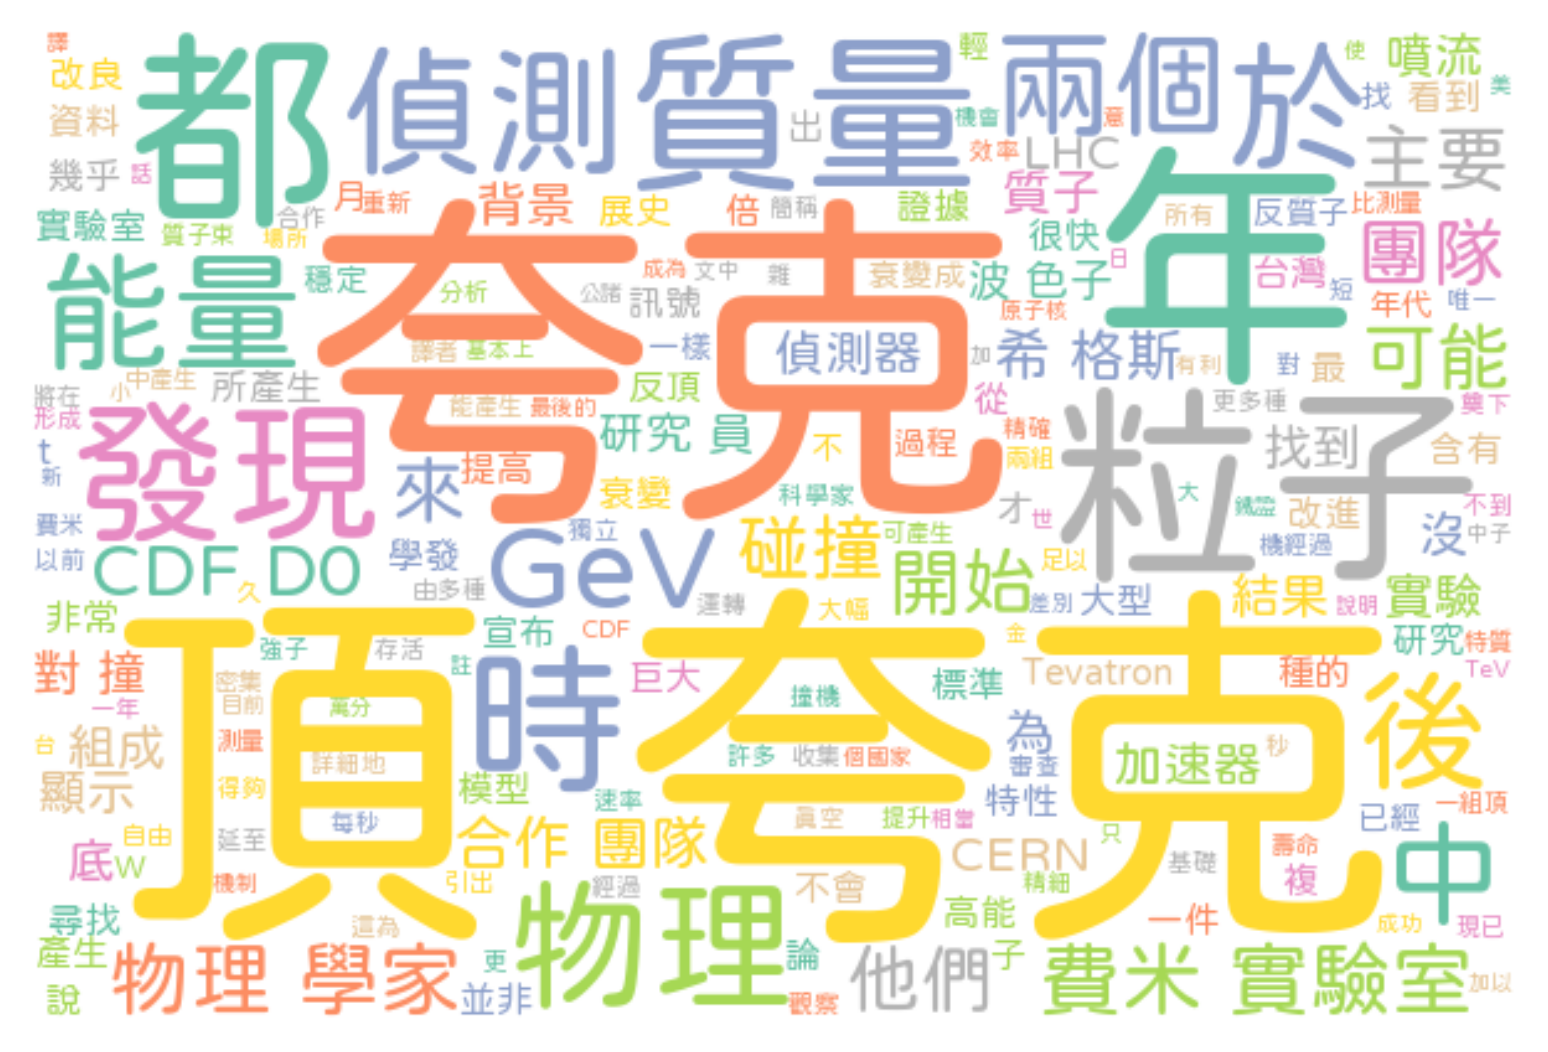 譯
改良
都
偵測
質量
輕
兩個
於
使
噴流
資料
出
機會
意
找
看到
美
幾乎
話
效率
LHC
主要
月
重新
背景
展史
倍
簡稱
證據
質子
年
所有
反質子
比測量
實驗室
質子束
場所
合作
夸克
很快
日
團隊
能量
穩定
分析
公諸
成為
文中
雜
衰變成
波色子
台灣
短
年代
唯一
訊號
原子核
譯者
基本上
一樣
偵測器
加
希格斯
有利
對
最
可能
將在
小
中產生
所產生
能產生
最後的
反頂
從
粒子
更多種
形成
發現
研究員
不
過程
精確
兩組
找到
含有
t
新
來
提高
衰變
科學家
才
世
大
改進
不到
費米
獨立
碰撞
可產生
機經過
沒
中子
以前
CDF D0
學發
GeV
開始
足以
久
由多種
運轉
大幅
差別
大型
結果
說明
實驗
非常
頂夸克
強子
存活
宣布
CDF
金
研究
特質
對撞
密集
註
時
巨大
撞機
標準
Tevatron
種的
TeV
一年
目前
萬分
為
後
台
組成
測量
詳細地
許多
收集
個國家
審查
加速器
秒
顯示
得夠
模型
速率
特性
已經
一組頂
自由
延至
每秒
合作團隊
真空
提升
相當
只
底
W
機制
引出
經過
不會
CERN
精細
基礎
壽命
複
中
尋找
這為
物理
高能
一件
成功
現已
產生
物理學家
更
論
他們
子
費米實驗室
加以
說
並非
觀察